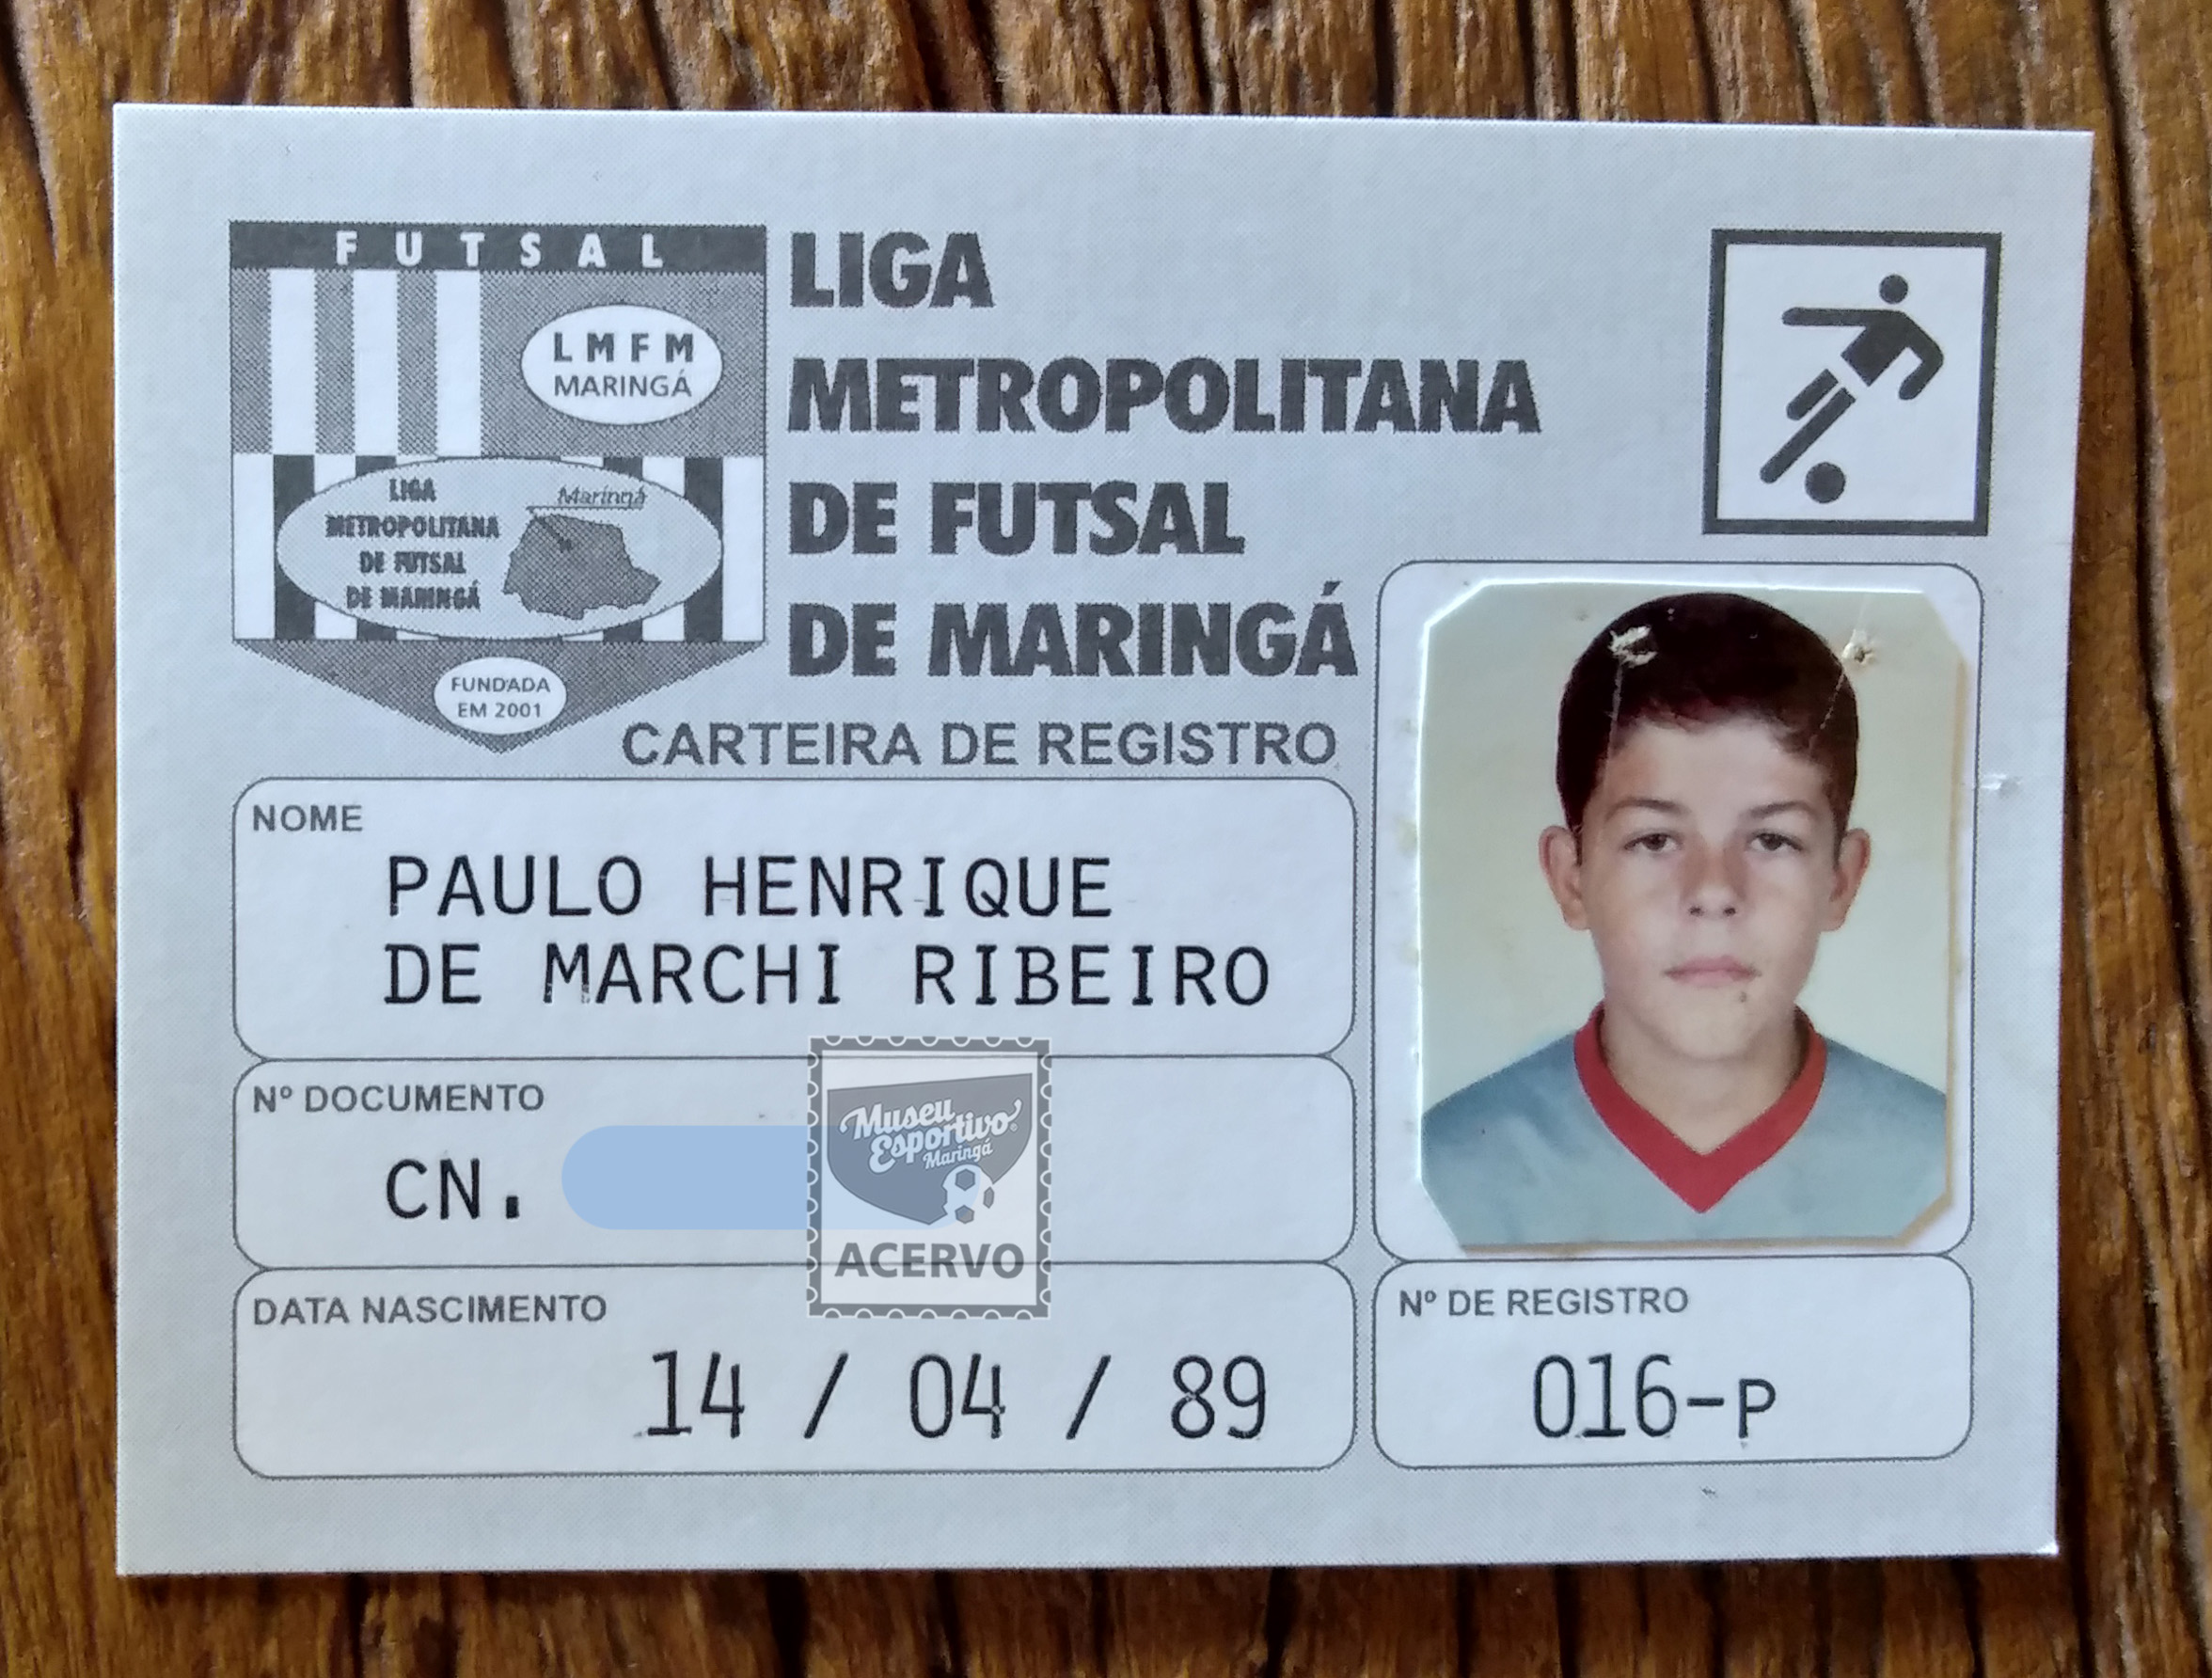 FUTSAL
LMFM
MARINGÁ
LIGA
METROPOLITANA
DE FUTSAL
DE MARINGÁ
Maringá
FUNDADA
EM 2001
LIGA
METROPOLITANA
DE FUTSAL
DE MARINGÁ
CARTEIRA DE REGISTRO
NOME
PAULO HENRIQUE
DE MARCHI RIBEIRO
Nº DOCUMENTO
CN.
Museu
Esportivo
Maringá
ACERVO
DATA NASCIMENTO
14 / 04 / 89
Nº DE REGISTRO
016-P